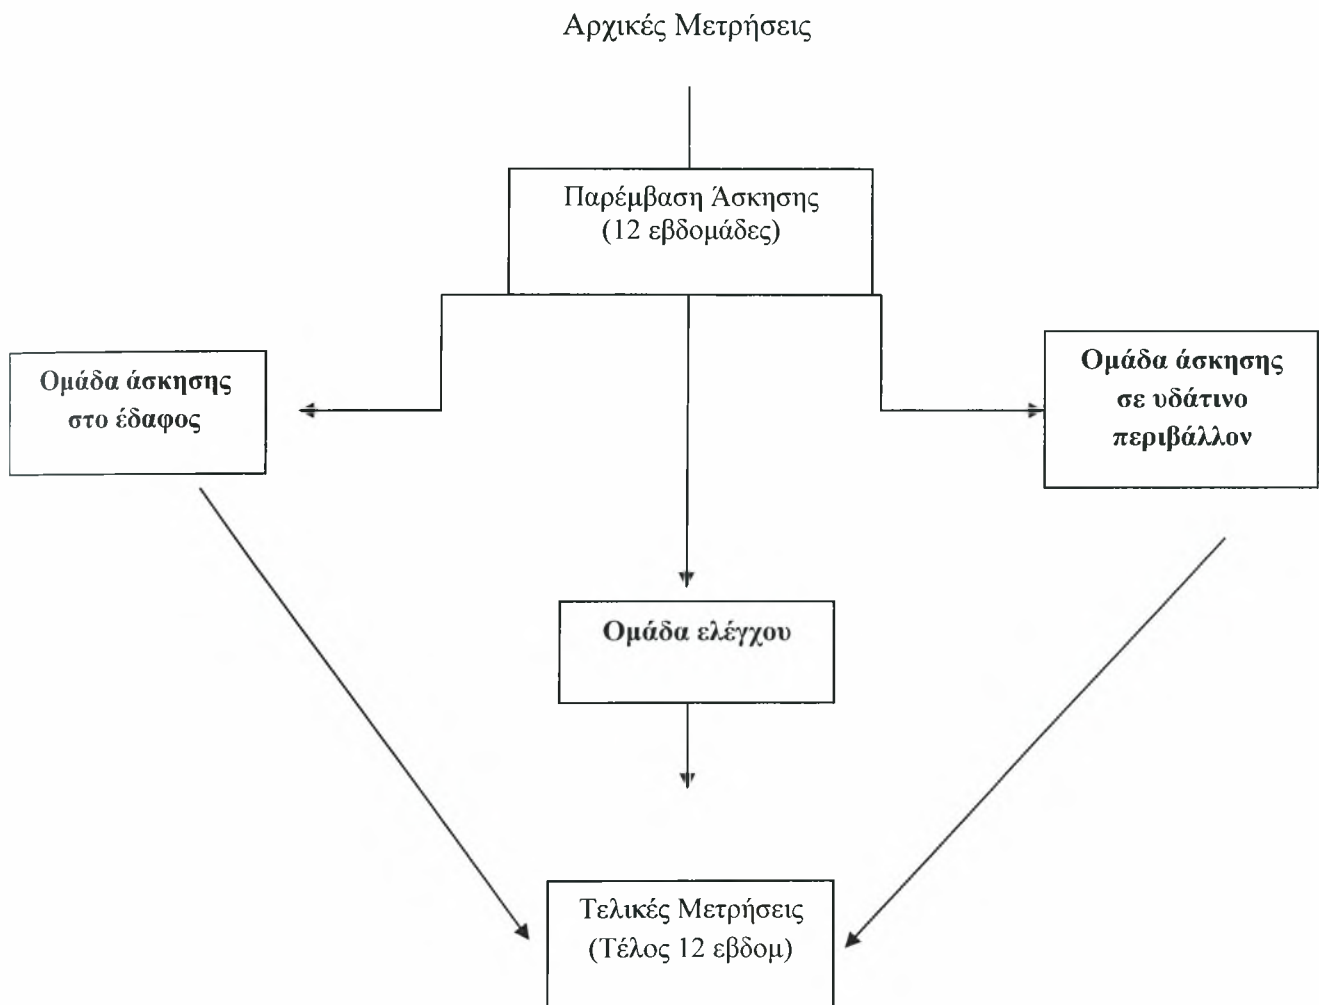 Αρχικές Μετρήσεις
Παρέμβαση Άσκησης
(12 εβδομάδες)
Ομάδα άσκησης
στο έδαφος
Ομάδα άσκησης
σε υδάτινο
περιβάλλον
Ομάδα ελέγχου
Τελικές Μετρήσεις
(Τέλος 12 εβδομ)